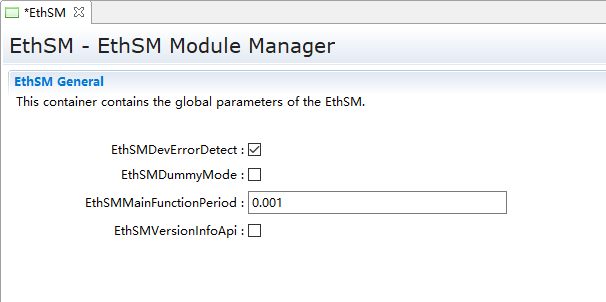 *EthSM
EthSM - EthSM Module Manager
EthSM General
This container contains the global parameters of the EthSM.
EthSMDevErrorDetect :
EthSMDummyMode :
EthSMMainFunctionPeriod : 0.001
EthSMVersionInfoApi :